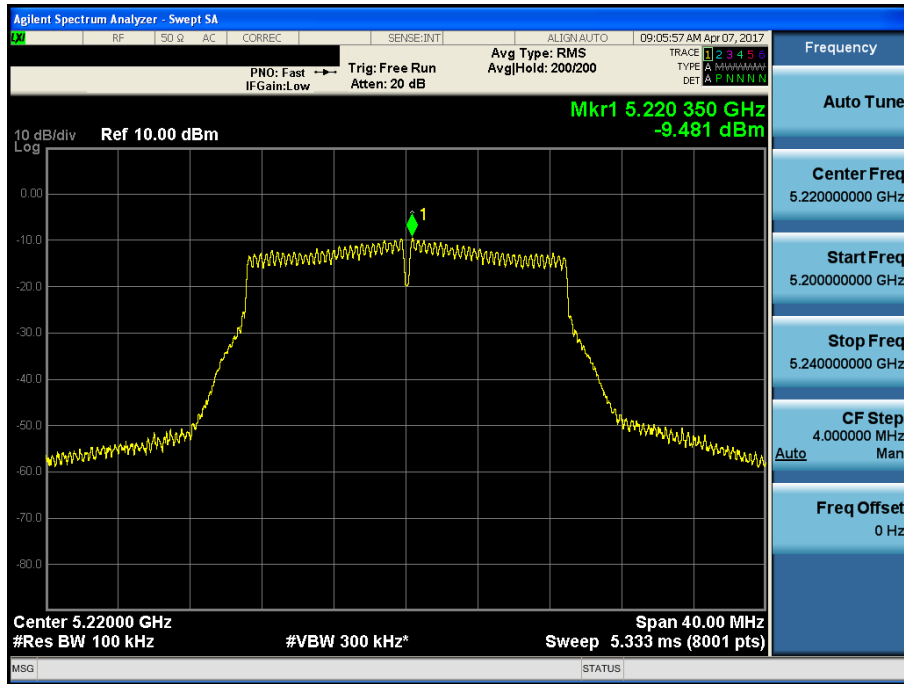 Agilent Spectrum Analyzer - Swept SA
LXI RF 50 Ω AC CORREC SENSE:INT ALIGNAUTO 09:05:57 AM Apr 07, 2017
PNO: Fast Trig: Free Run Avg Type: RMS TRACE 1 2 3 4 5 6
IFGain:Low Atten: 20 dB Avg|Hold: 200/200 TYPE A MWWWWW
DET A P N N N N
Mkr1 5.220 350 GHz
-9.481 dBm
10 dB/div Ref 10.00 dBm
Log
0.00
1
-10.0
-20.0
-30.0
-40.0
-50.0
-60.0
-70.0
-80.0
Center 5.22000 GHz Span 40.00 MHz
#Res BW 100 kHz #VBW 300 kHz* Sweep 5.333 ms (8001 pts)
MSG STATUS
Frequency
Auto Tune
Center Freq
5.220000000 GHz
Start Freq
5.200000000 GHz
Stop Freq
5.240000000 GHz
CF Step
4.000000 MHz
Auto Man
Freq Offset
0 Hz